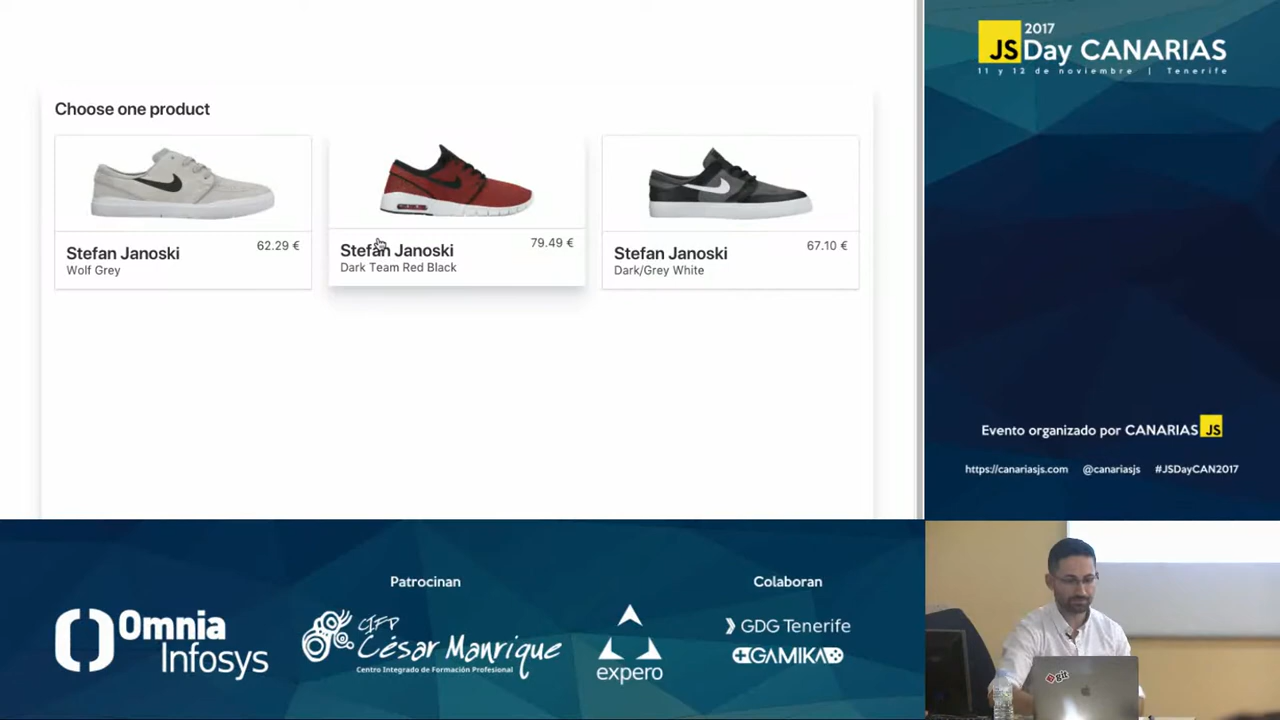 Choose one product
Stefan Janoski
62.29 €
Wolf Grey
Stefan Janoski
79.49 €
Dark Team Red Black
Stefan Janoski
67.10 €
Dark/Grey White
2017
JS Day CANARIAS
11 y 12 de noviembre | Tenerife
Evento organizado por CANARIAS JS
https://canariasjs.com @canariasjs #JSDayCAN2017
Patrocinan
Colaboran
Omnia
Infosys
CIFP
César Manrique
Centro Integrado de Formación Profesional
expero
GDG Tenerife
GAMIKA
git